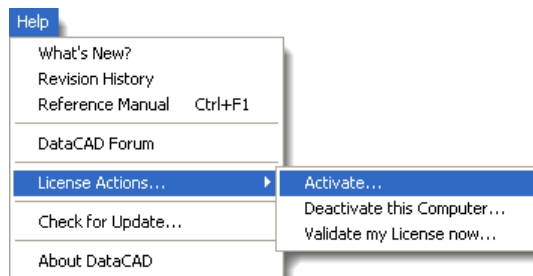 Help
What's New?
Revision History
Reference Manual Ctrl+F1
DataCAD Forum
License Actions...
Activate...
Deactivate this Computer...
Validate my License now...
Check for Update...
About DataCAD